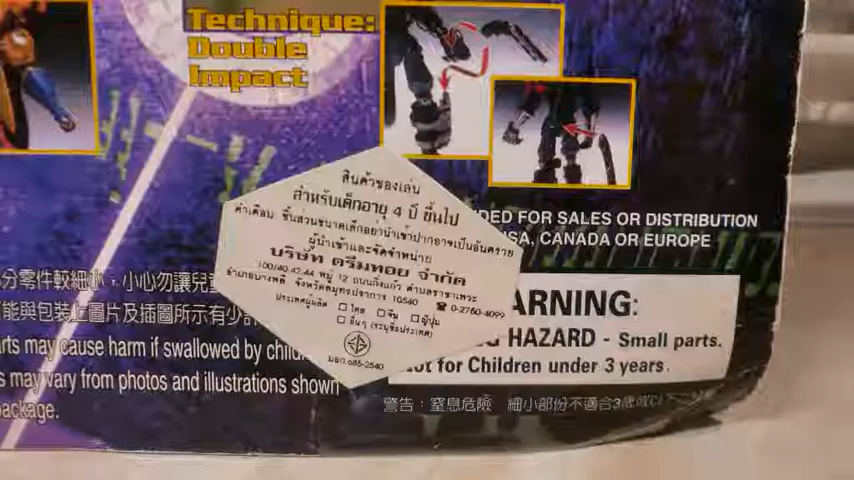 Technique:
Double
Impact
สินค้าของเล่น
สำหรับเด็กอายุ 4 ปี ขึ้นไป
คำเตือน: ชิ้นส่วนขนาดเล็กอย่านำเข้าปากอาจเป็นอันตราย
ผู้นำเข้าและจัดจำหน่าย
บริษัท ดรีมทอย จำกัด
100/40,42,44 หมู่ 12 ถนนกิ่งแก้ว ตำบลราชาเทวะ
อำเภอบางพลี จังหวัดสมุทรปราการ 10540 ☎ 0-2750-4099
ประเทศผู้ผลิต □ ไทย □ จีน □ ญี่ปุ่น
□ อื่นๆ (ระบุชื่อประเทศ)
มอก.685-2540
DED FOR SALES OR DISTRIBUTION
USA, CANADA OR EUROPE
分零件較細小，小心勿讓兒
能與包裝上圖片及插圖所示有少
rts may cause harm if swallowed by child
s may vary from photos and illustrations shown
package.
ARNING:
HAZARD - Small parts.
ot for Children under 3 years.
警告：窒息危險 細小部份不適合3歲或以下